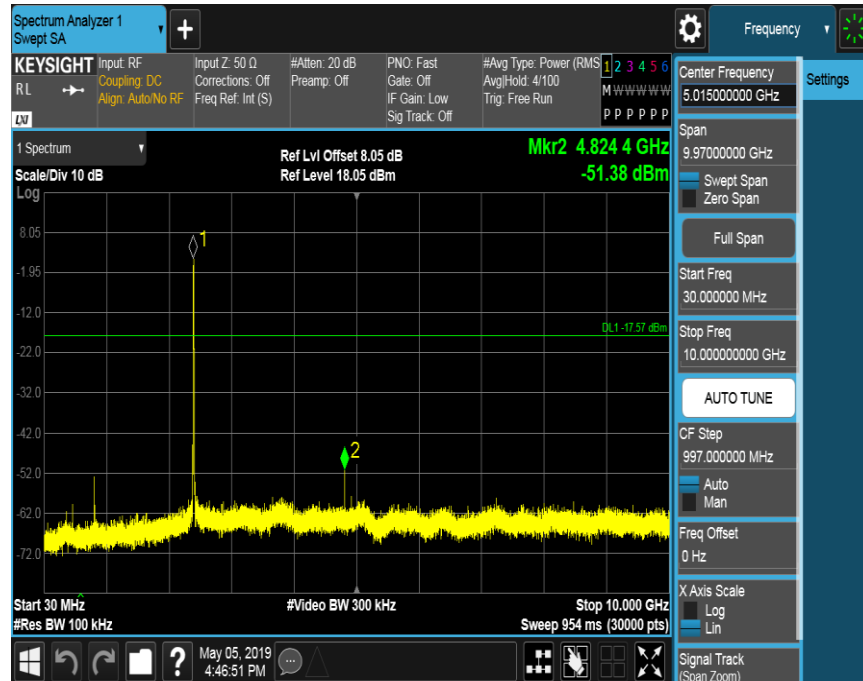 Spectrum Analyzer 1
Swept SA
+
Frequency
KEYSIGHT
RL
LXI
Input: RF
Coupling: DC
Align: Auto/No RF
Input Z: 50 Ω
Corrections: Off
Freq Ref: Int (S)
#Atten: 20 dB
Preamp: Off
PNO: Fast
Gate: Off
IF Gain: Low
Sig Track: Off
#Avg Type: Power (RMS
Avg|Hold: 4/100
Trig: Free Run
1 2 3 4 5 6
M W W W W W
P P P P P P
Center Frequency
5.015000000 GHz
Settings
1 Spectrum
Ref Lvl Offset 8.05 dB
Mkr2 4.824 4 GHz
Scale/Div 10 dB
Ref Level 18.05 dBm
-51.38 dBm
Log
8.05
-1.95
-12.0
-22.0
-32.0
-42.0
-52.0
-62.0
-72.0
1
DL1 -17.57 dBm
2
Start 30 MHz
#Video BW 300 kHz
Stop 10.000 GHz
#Res BW 100 kHz
Sweep 954 ms (30000 pts)
Span
9.97000000 GHz
Swept Span
Zero Span
Full Span
Start Freq
30.000000 MHz
Stop Freq
10.000000000 GHz
AUTO TUNE
CF Step
997.000000 MHz
Auto
Man
Freq Offset
0 Hz
X Axis Scale
Log
Lin
Signal Track
(Span Zoom)
?
May 05, 2019
4:46:51 PM